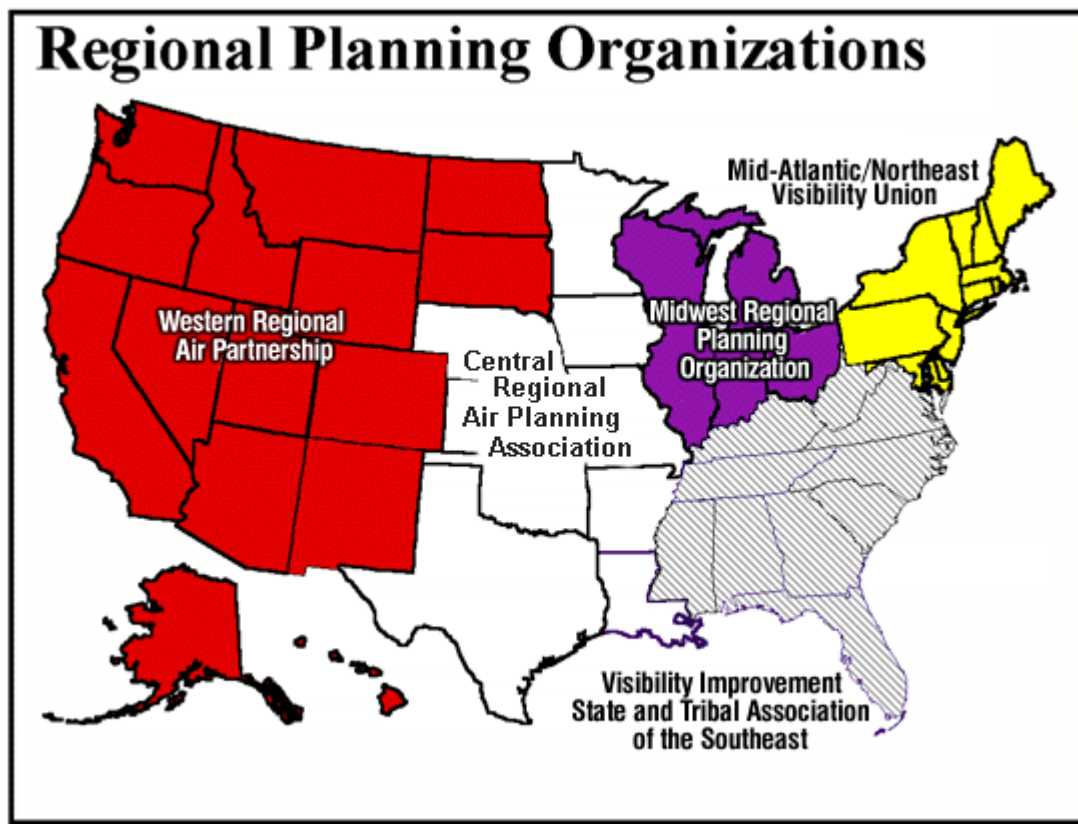 Regional Planning Organizations
Mid-Atlantic/Northeast
Visibility Union
Western Regional
Air Partnership
Midwest Regional
Planning
Organization
Central
Regional
Air Planning
Association
Visibility Improvement
State and Tribal Association
of the Southeast